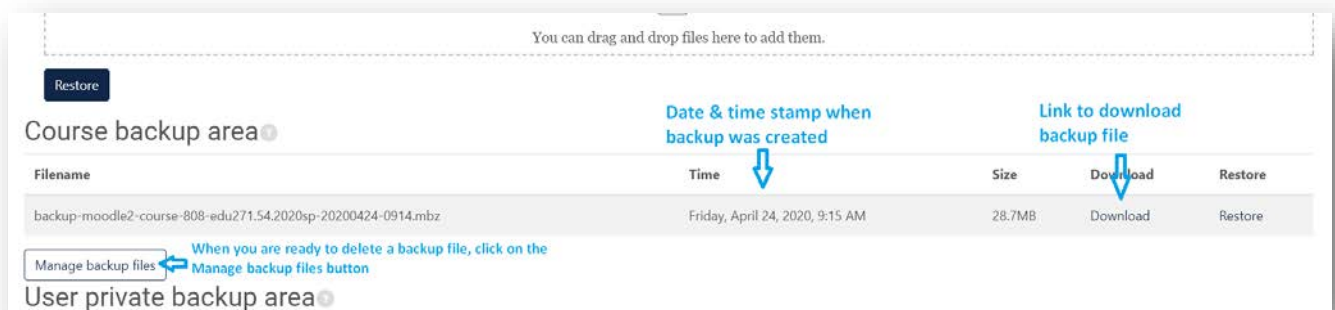 You can drag and drop files here to add them.
Restore
Course backup area
Date & time stamp when
backup was created
Link to download
backup file
Filename Time Size Download Restore
backup-moodle2-course-808-edu271.54.2020sp-20200424-0914.mbz Friday, April 24, 2020, 9:15 AM 28.7MB Download Restore
Manage backup files
When you are ready to delete a backup file, click on the
Manage backup files button
User private backup area